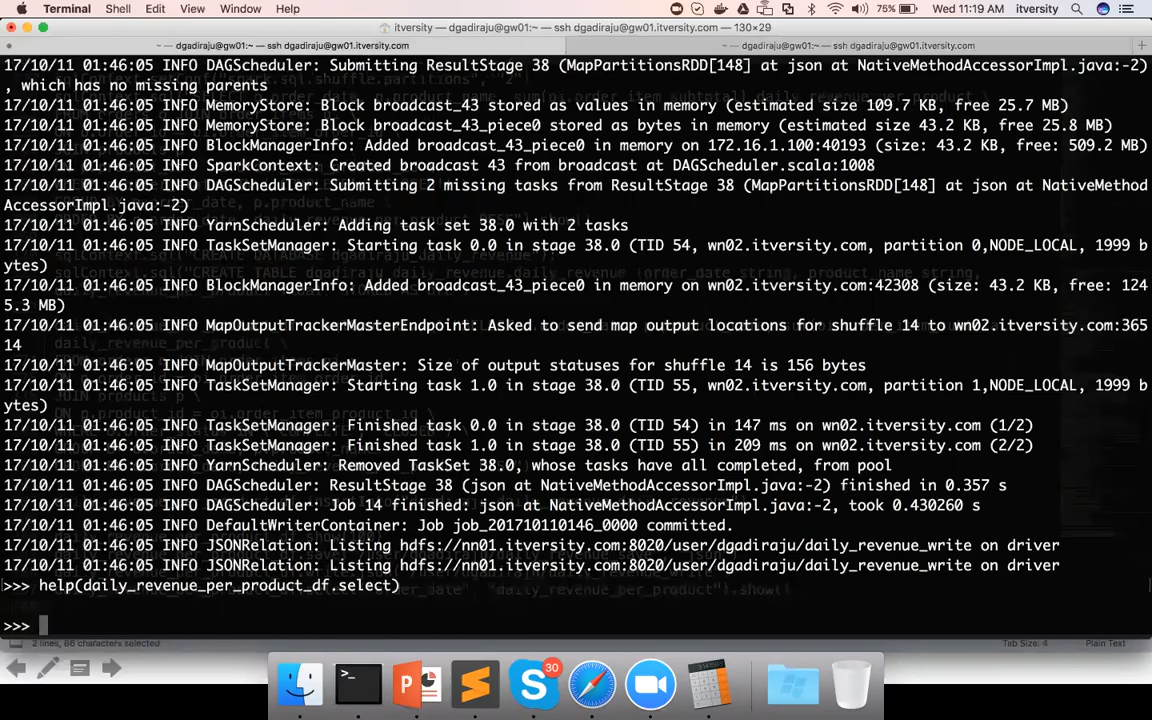 Terminal Shell Edit View Window Help 75% Wed 11:19 AM itversity
itversity — dgadiraju@gw01:~ — ssh dgadiraju@gw01.itversity.com — 130×29
~ — dgadiraju@gw01:~ — ssh dgadiraju@gw01.itversity.com
~ — dgadiraju@gw01:~ — ssh dgadiraju@gw01.itversity.com
17/10/11 01:46:05 INFO DAGScheduler: Submitting ResultStage 38 (MapPartitionsRDD[148] at json at NativeMethodAccessorImpl.java:-2)
, which has no missing parents
17/10/11 01:46:05 INFO MemoryStore: Block broadcast_43 stored as values in memory (estimated size 109.7 KB, free 25.7 MB)
17/10/11 01:46:05 INFO MemoryStore: Block broadcast_43_piece0 stored as bytes in memory (estimated size 43.2 KB, free 25.8 MB)
17/10/11 01:46:05 INFO BlockManagerInfo: Added broadcast_43_piece0 in memory on 172.16.1.100:40193 (size: 43.2 KB, free: 509.2 MB)
17/10/11 01:46:05 INFO SparkContext: Created broadcast 43 from broadcast at DAGScheduler.scala:1008
17/10/11 01:46:05 INFO DAGScheduler: Submitting 2 missing tasks from ResultStage 38 (MapPartitionsRDD[148] at json at NativeMethod
AccessorImpl.java:-2)
17/10/11 01:46:05 INFO YarnScheduler: Adding task set 38.0 with 2 tasks
17/10/11 01:46:05 INFO TaskSetManager: Starting task 0.0 in stage 38.0 (TID 54, wn02.itversity.com, partition 0,NODE_LOCAL, 1999 b
ytes)
17/10/11 01:46:05 INFO BlockManagerInfo: Added broadcast_43_piece0 in memory on wn02.itversity.com:42308 (size: 43.2 KB, free: 124
5.3 MB)
17/10/11 01:46:05 INFO MapOutputTrackerMasterEndpoint: Asked to send map output locations for shuffle 14 to wn02.itversity.com:365
14
17/10/11 01:46:05 INFO MapOutputTrackerMaster: Size of output statuses for shuffle 14 is 156 bytes
17/10/11 01:46:05 INFO TaskSetManager: Starting task 1.0 in stage 38.0 (TID 55, wn02.itversity.com, partition 1,NODE_LOCAL, 1999 b
ytes)
17/10/11 01:46:05 INFO TaskSetManager: Finished task 0.0 in stage 38.0 (TID 54) in 147 ms on wn02.itversity.com (1/2)
17/10/11 01:46:05 INFO TaskSetManager: Finished task 1.0 in stage 38.0 (TID 55) in 209 ms on wn02.itversity.com (2/2)
17/10/11 01:46:05 INFO YarnScheduler: Removed TaskSet 38.0, whose tasks have all completed, from pool
17/10/11 01:46:05 INFO DAGScheduler: ResultStage 38 (json at NativeMethodAccessorImpl.java:-2) finished in 0.357 s
17/10/11 01:46:05 INFO DAGScheduler: Job 14 finished: json at NativeMethodAccessorImpl.java:-2, took 0.430260 s
17/10/11 01:46:05 INFO DefaultWriterContainer: Job job_201710110146_0000 committed.
17/10/11 01:46:05 INFO JSONRelation: Listing hdfs://nn01.itversity.com:8020/user/dgadiraju/daily_revenue_write on driver
17/10/11 01:46:05 INFO JSONRelation: Listing hdfs://nn01.itversity.com:8020/user/dgadiraju/daily_revenue_write on driver
>>> help(daily_revenue_per_product_df.select)
>>>
2 lines, 66 characters selected Tab Size: 4 Plain Text
30